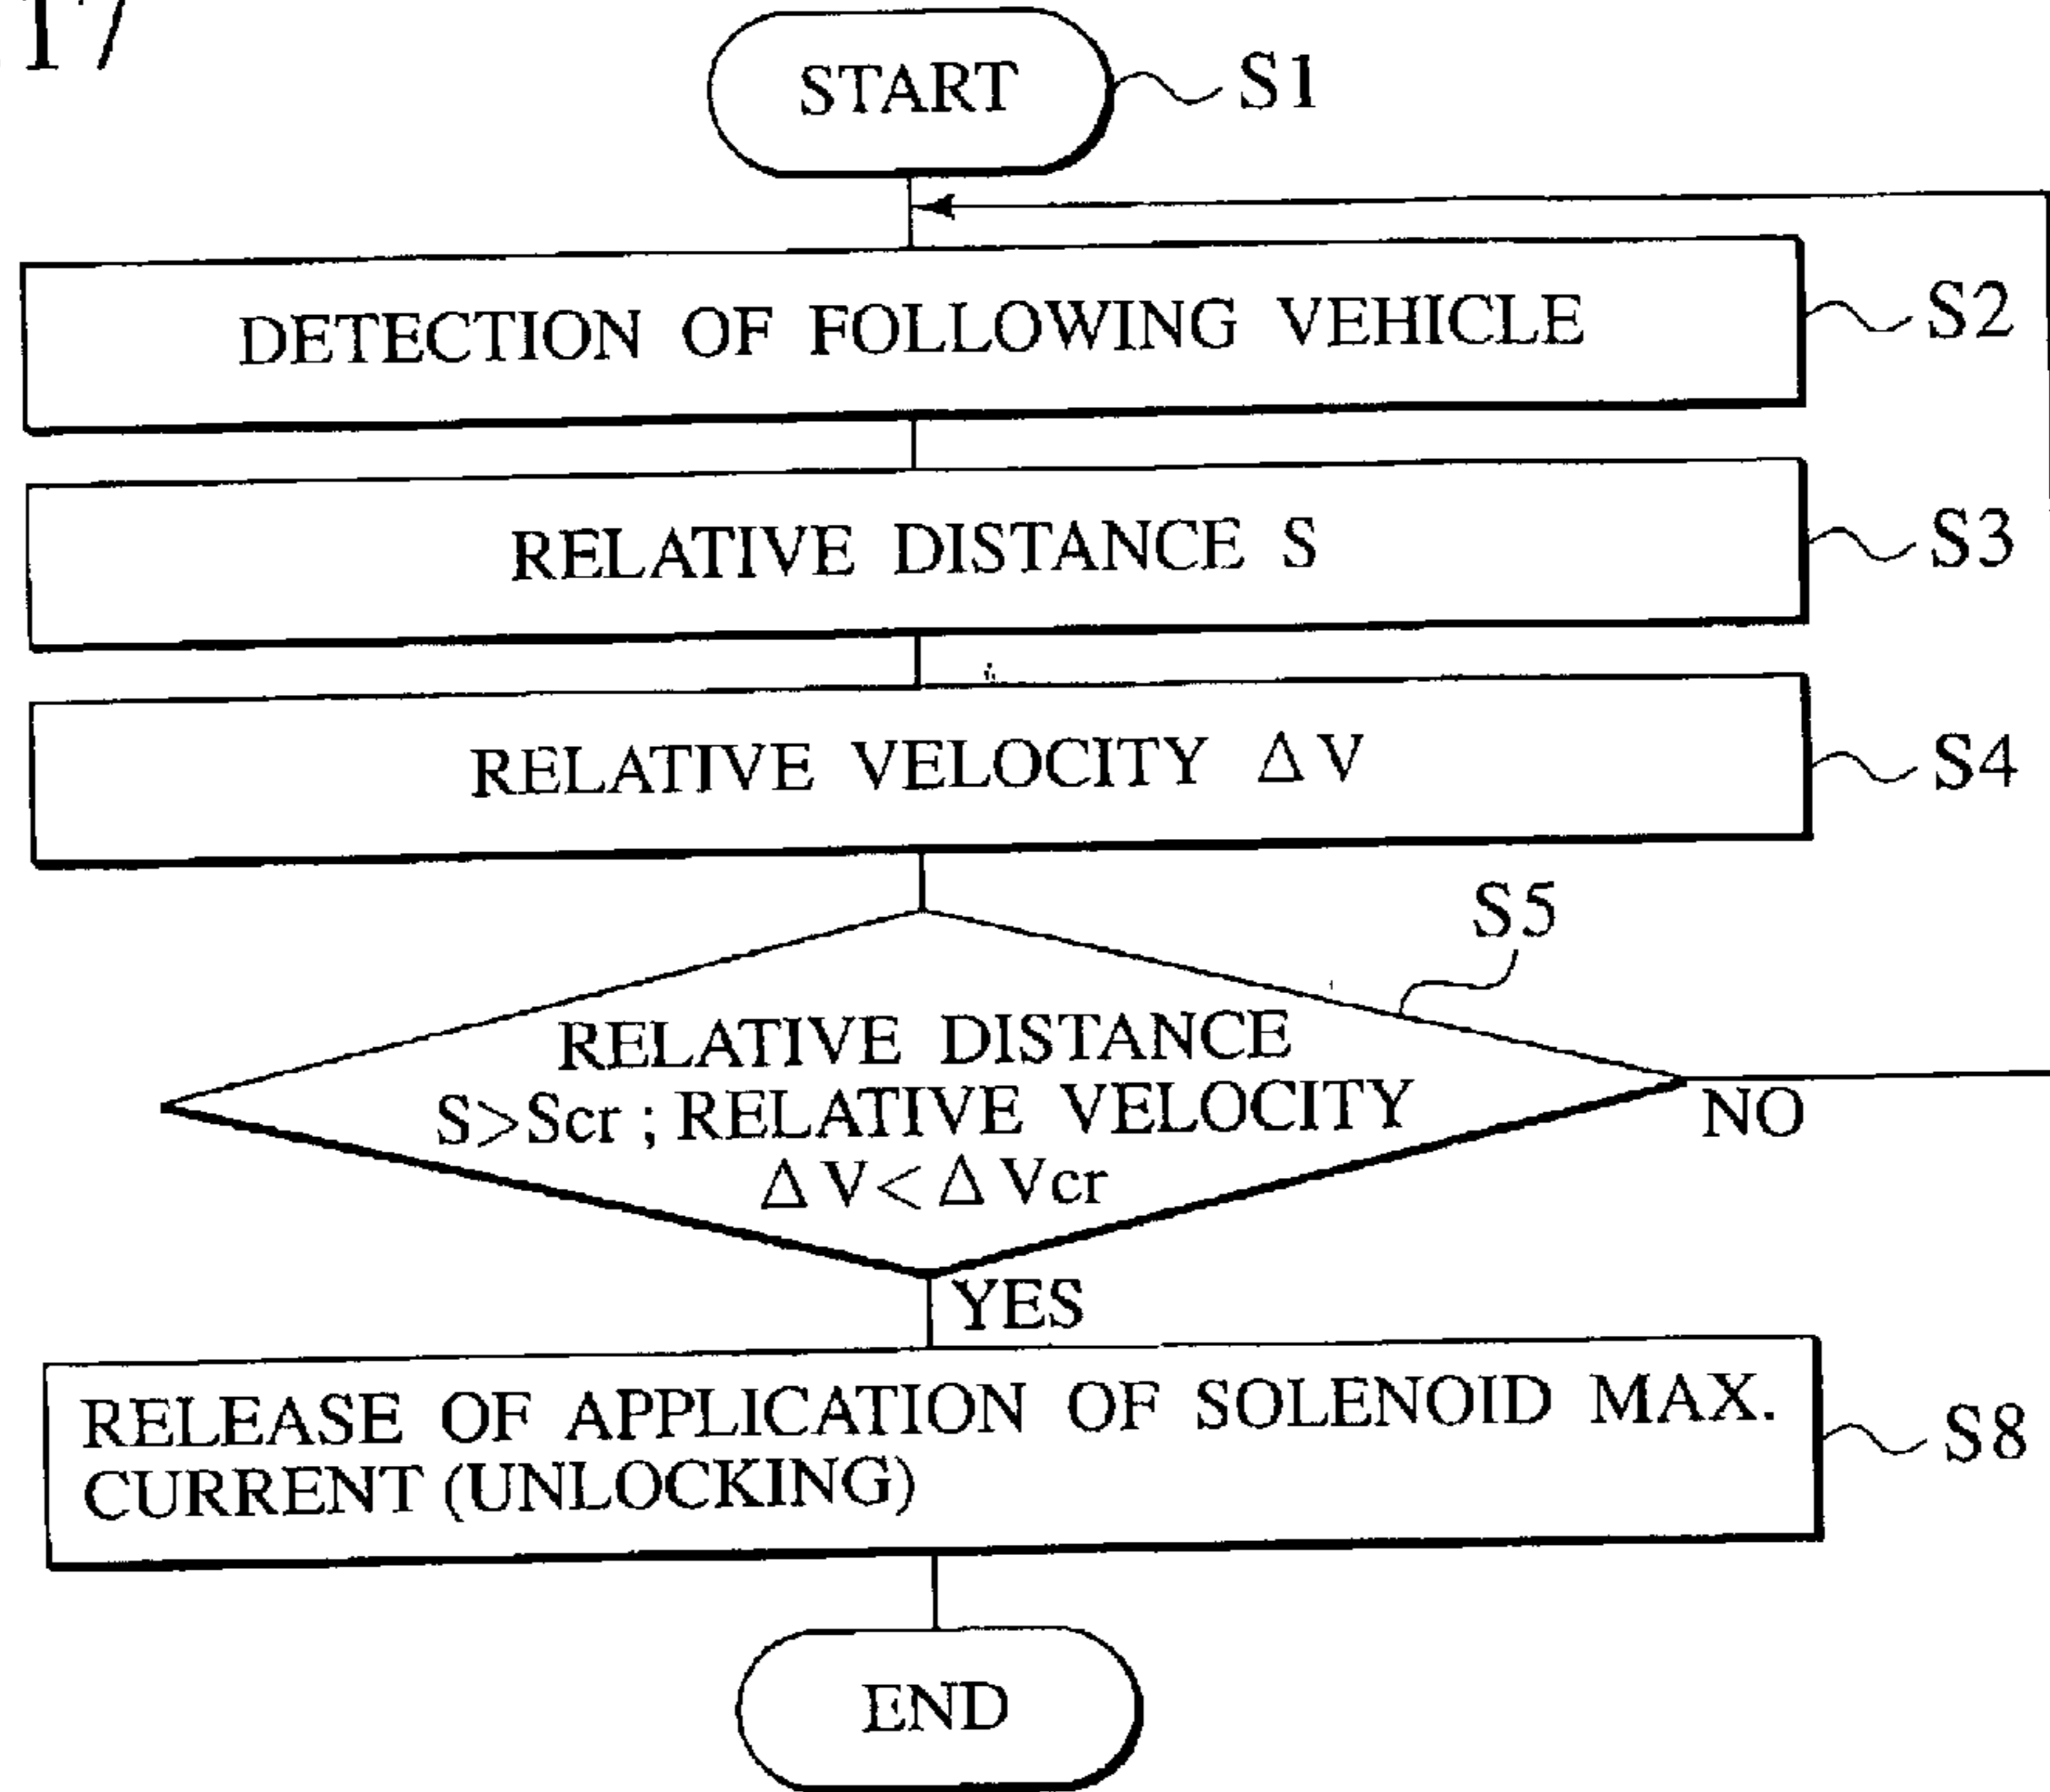 17
START S1
DETECTION OF FOLLOWING VEHICLE S2
RELATIVE DISTANCE S S3
RELATIVE VELOCITY ΔV S4
S5
RELATIVE DISTANCE
S>Scr ; RELATIVE VELOCITY
ΔV<ΔVcr
NO
YES
RELEASE OF APPLICATION OF SOLENOID MAX.
CURRENT (UNLOCKING)
S8
END